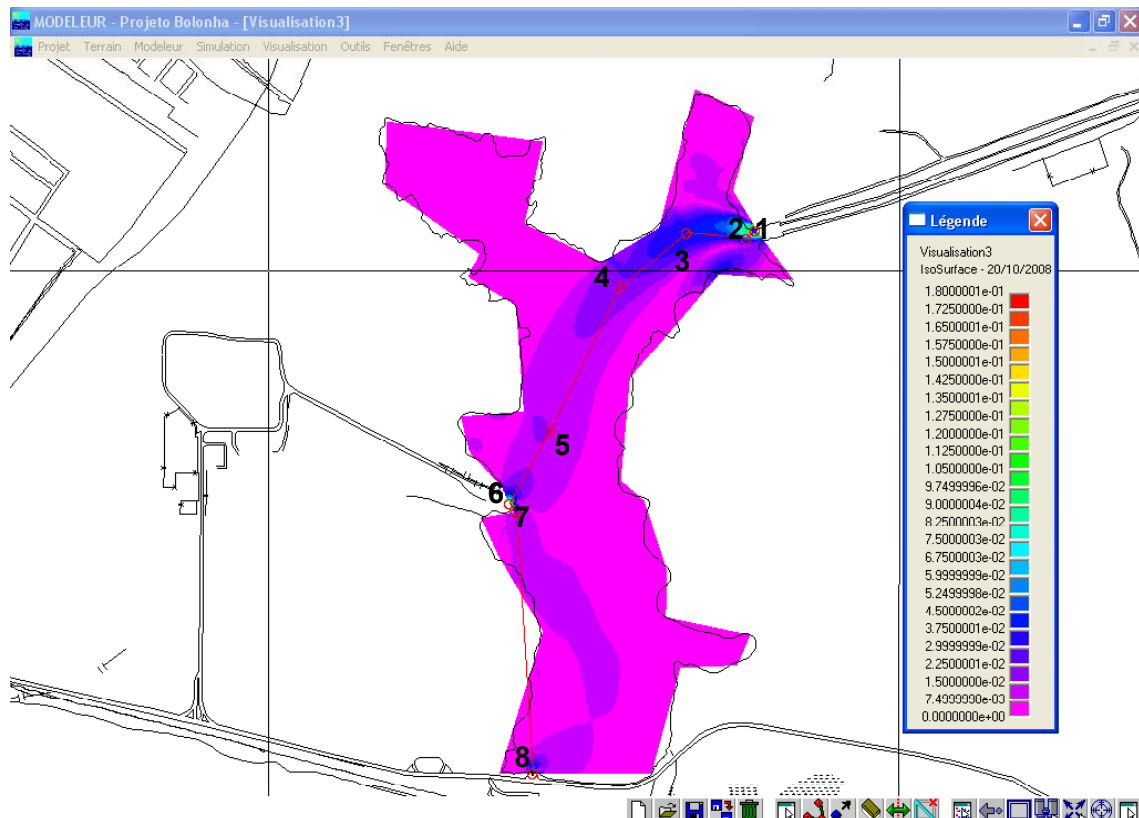 MODELEUR - Projeto Bolonha - [Visualisation3]
Projet Terrain Modeleur Simulation Visualisation Outils Fenêtres Aide
2 1
3
4
5
6
7
8
Légende
Visualisation3
IsoSurface - 20/10/2008
1.8000001e-01
1.7250000e-01
1.6500001e-01
1.5750000e-01
1.5000001e-01
1.4250000e-01
1.3500001e-01
1.2750000e-01
1.2000000e-01
1.1250000e-01
1.0500001e-01
9.7499996e-02
9.0000004e-02
8.2500003e-02
7.5000003e-02
6.7500003e-02
5.9999999e-02
5.2499998e-02
4.5000002e-02
3.7500001e-02
2.9999999e-02
2.2500001e-02
1.5000000e-02
7.4999990e-03
0.0000000e+00